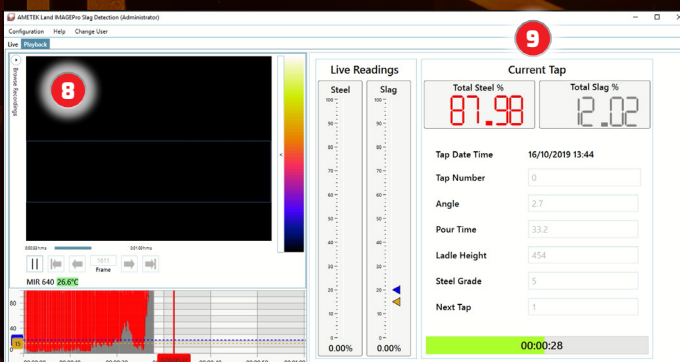 AMETEK Land IMAGEPro Slag Detection (Administrator)
Configuration Help Change User
Live Playback
Browse Recordings
8
9
MIR 640 26.6°C
1811
Frame
80
40
15
0
Live Readings
Steel Slag
100 100
90 90
80 80
70 70
60 60
50 50
40 40
30 30
20 20
10 10
0 0
0.00% 0.00%
Current Tap
Total Steel % Total Slag %
87.98 12.02
Tap Date Time 16/10/2019 13:44
Tap Number 0
Angle 2.7
Pour Time 33.2
Ladle Height 454
Steel Grade 5
Next Tap 1
00:00:28